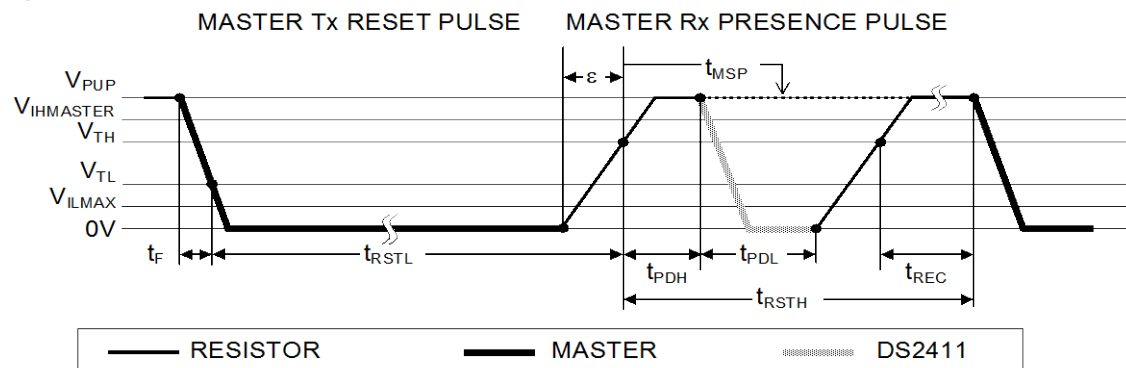 MASTER Tx RESET PULSE MASTER Rx PRESENCE PULSE
ε tMSP
VPUP
VIHMASTER
VTH
VTL
VILMAX
0V
tF tRSTL tPDH tPDL tREC
tRSTH
RESISTOR MASTER DS2411